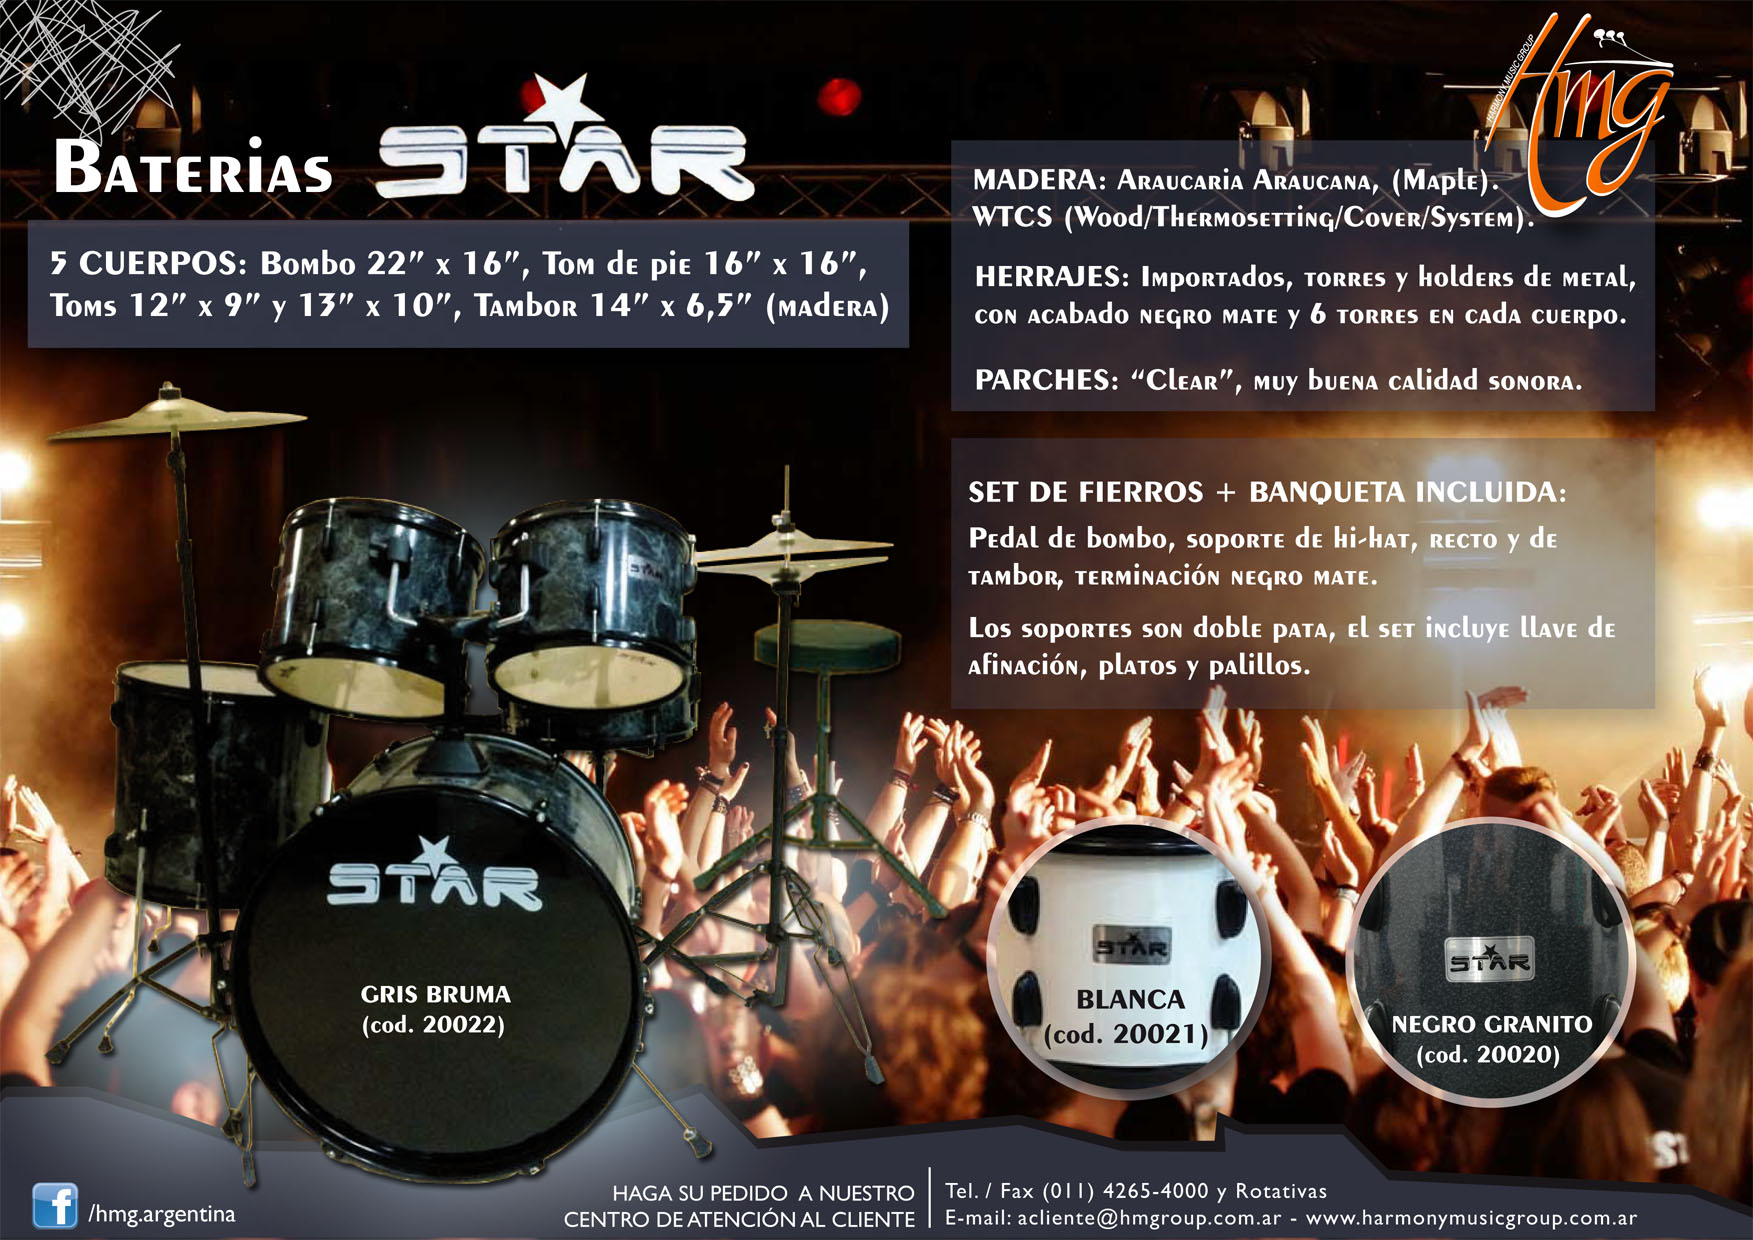 BATERÍAS STAR
5 CUERPOS: Bombo 22” x 16”, Tom de pie 16” x 16”,
Toms 12” x 9” y 13” x 10”, Tambor 14” x 6,5” (madera)
HARMONY MUSIC GROUP
Hmg
MADERA: Araucaria Araucana, (Maple).
WTCS (Wood/Thermosetting/Cover/System).
HERRAJES: Importados, torres y holders de metal,
con acabado negro mate y 6 torres en cada cuerpo.
PARCHES: “Clear”, muy buena calidad sonora.
SET DE FIERROS + BANQUETA INCLUIDA:
Pedal de bombo, soporte de hi-hat, recto y de
tambor, terminación negro mate.
Los soportes son doble pata, el set incluye llave de
afinación, platos y palillos.
STAR
STAR
STAR
GRIS BRUMA
(cod. 20022)
STAR
BLANCA
(cod. 20021)
STAR
NEGRO GRANITO
(cod. 20020)
f /hmg.argentina
HAGA SU PEDIDO A NUESTRO
CENTRO DE ATENCIÓN AL CLIENTE
Tel. / Fax (011) 4265-4000 y Rotativas
E-mail: acliente@hmgroup.com.ar - www.harmonymusicgroup.com.ar